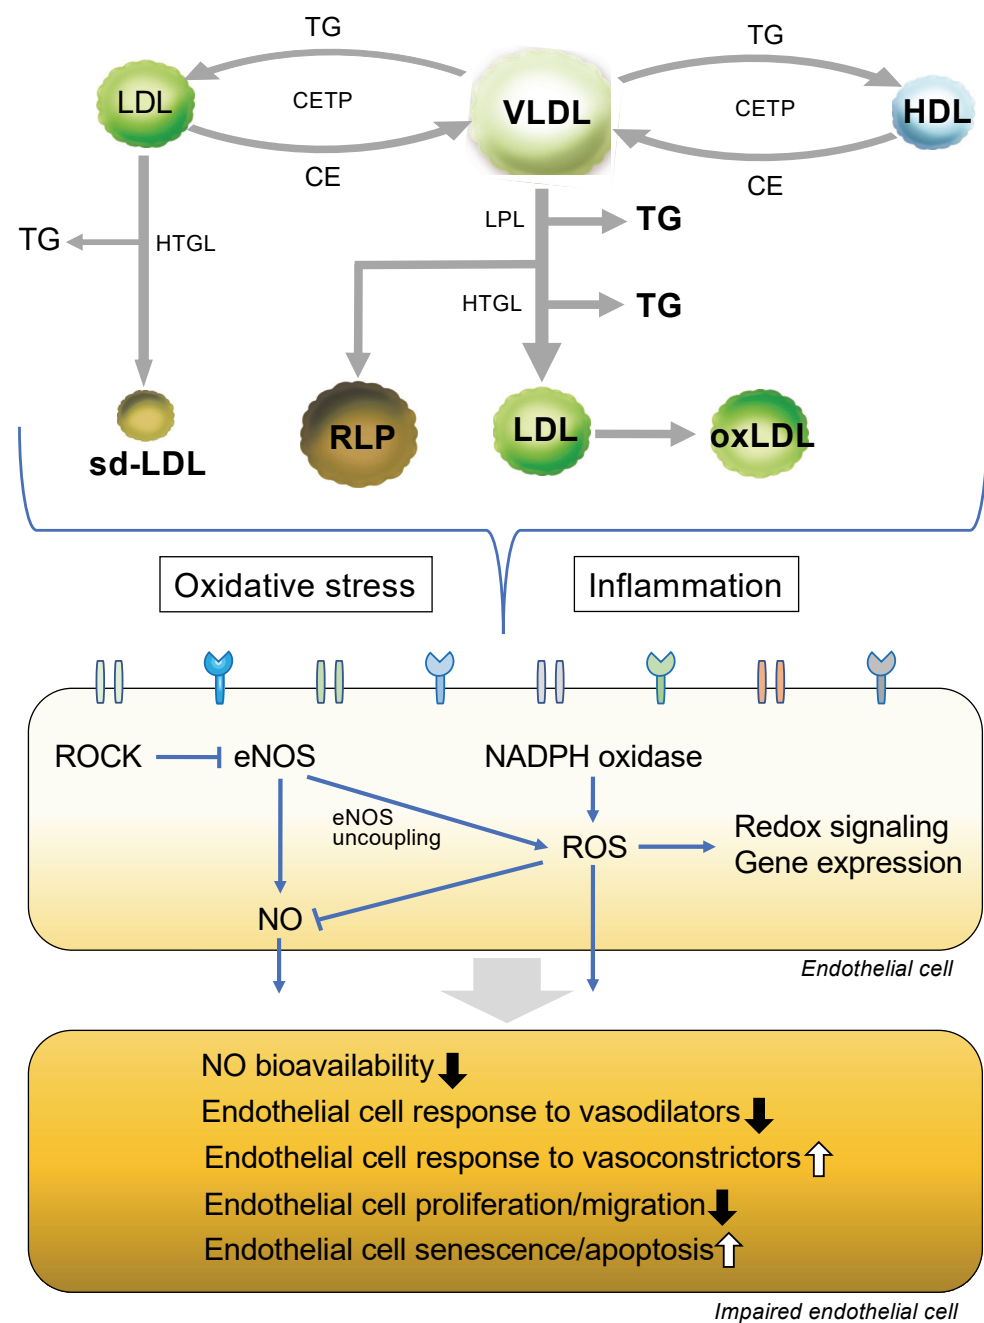 TG
TG
LDL
CETP
VLDL
CETP
HDL
CE
CE
LPL
TG
TG
HTGL
HTGL
TG
RLP
LDL
oxLDL
sd-LDL
Oxidative stress
Inflammation
ROCK
eNOS
NADPH oxidase
eNOS
uncoupling
ROS
Redox signaling
Gene expression
NO
Endothelial cell
NO bioavailability
Endothelial cell response to vasodilators
Endothelial cell response to vasoconstrictors
Endothelial cell proliferation/migration
Endothelial cell senescence/apoptosis
Impaired endothelial cell